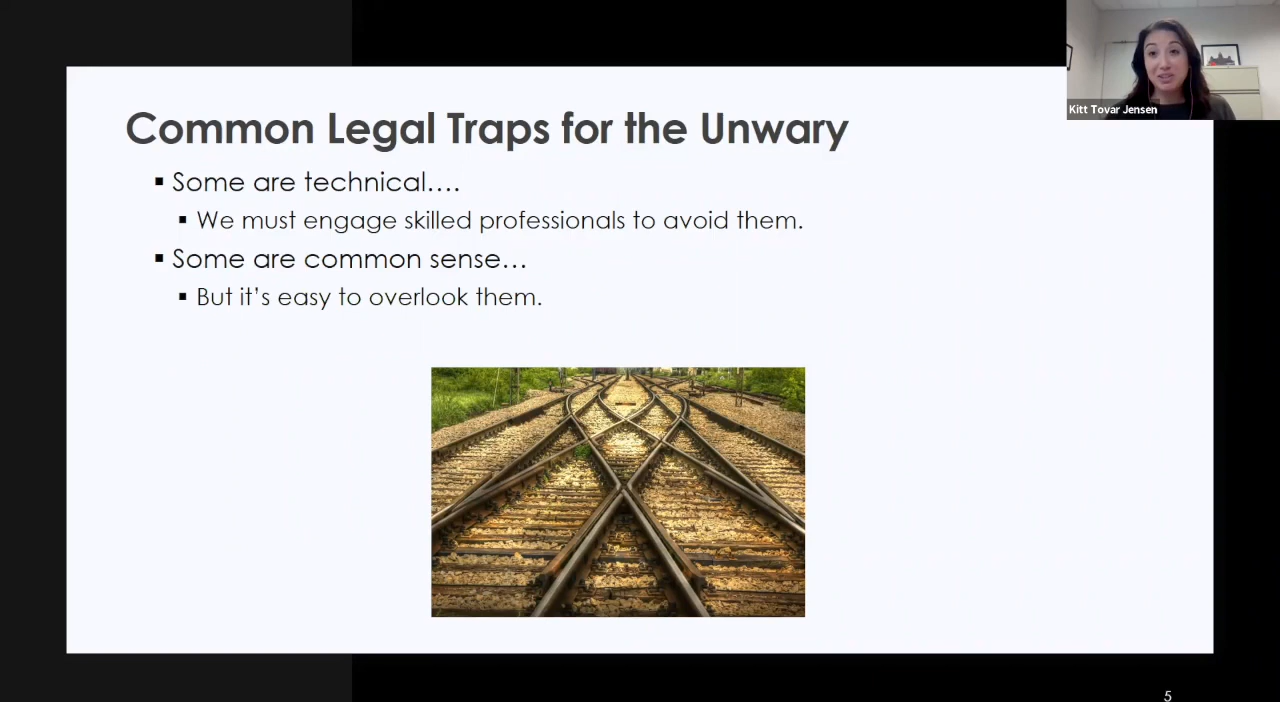 Common Legal Traps for the Unwary
▪ Some are technical….
▪ We must engage skilled professionals to avoid them.
▪ Some are common sense…
▪ But it’s easy to overlook them.
Kitt Tovar Jensen
5